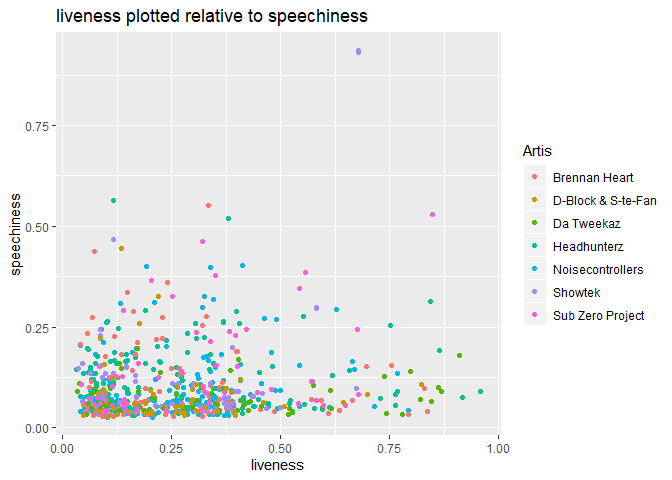 liveness plotted relative to speechiness
speechiness
0.75
0.50
0.25
0.00
0.00 0.25 0.50 0.75 1.00
liveness
Artis
Brennan Heart
D-Block & S-te-Fan
Da Tweekaz
Headhunterz
Noisecontrollers
Showtek
Sub Zero Project